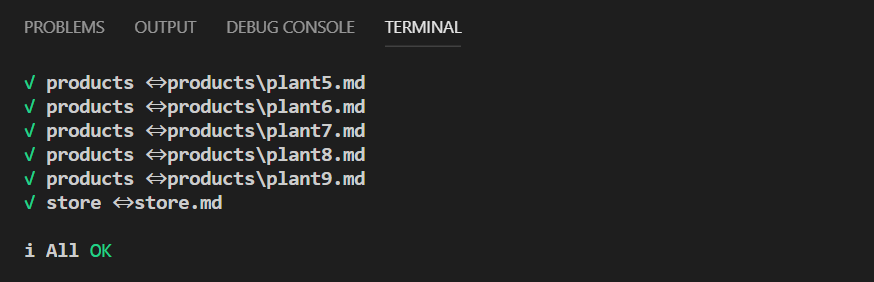 PROBLEMS OUTPUT DEBUG CONSOLE TERMINAL
√ products ↔products\plant5.md
√ products ↔products\plant6.md
√ products ↔products\plant7.md
√ products ↔products\plant8.md
√ products ↔products\plant9.md
√ store ↔store.md
i All OK